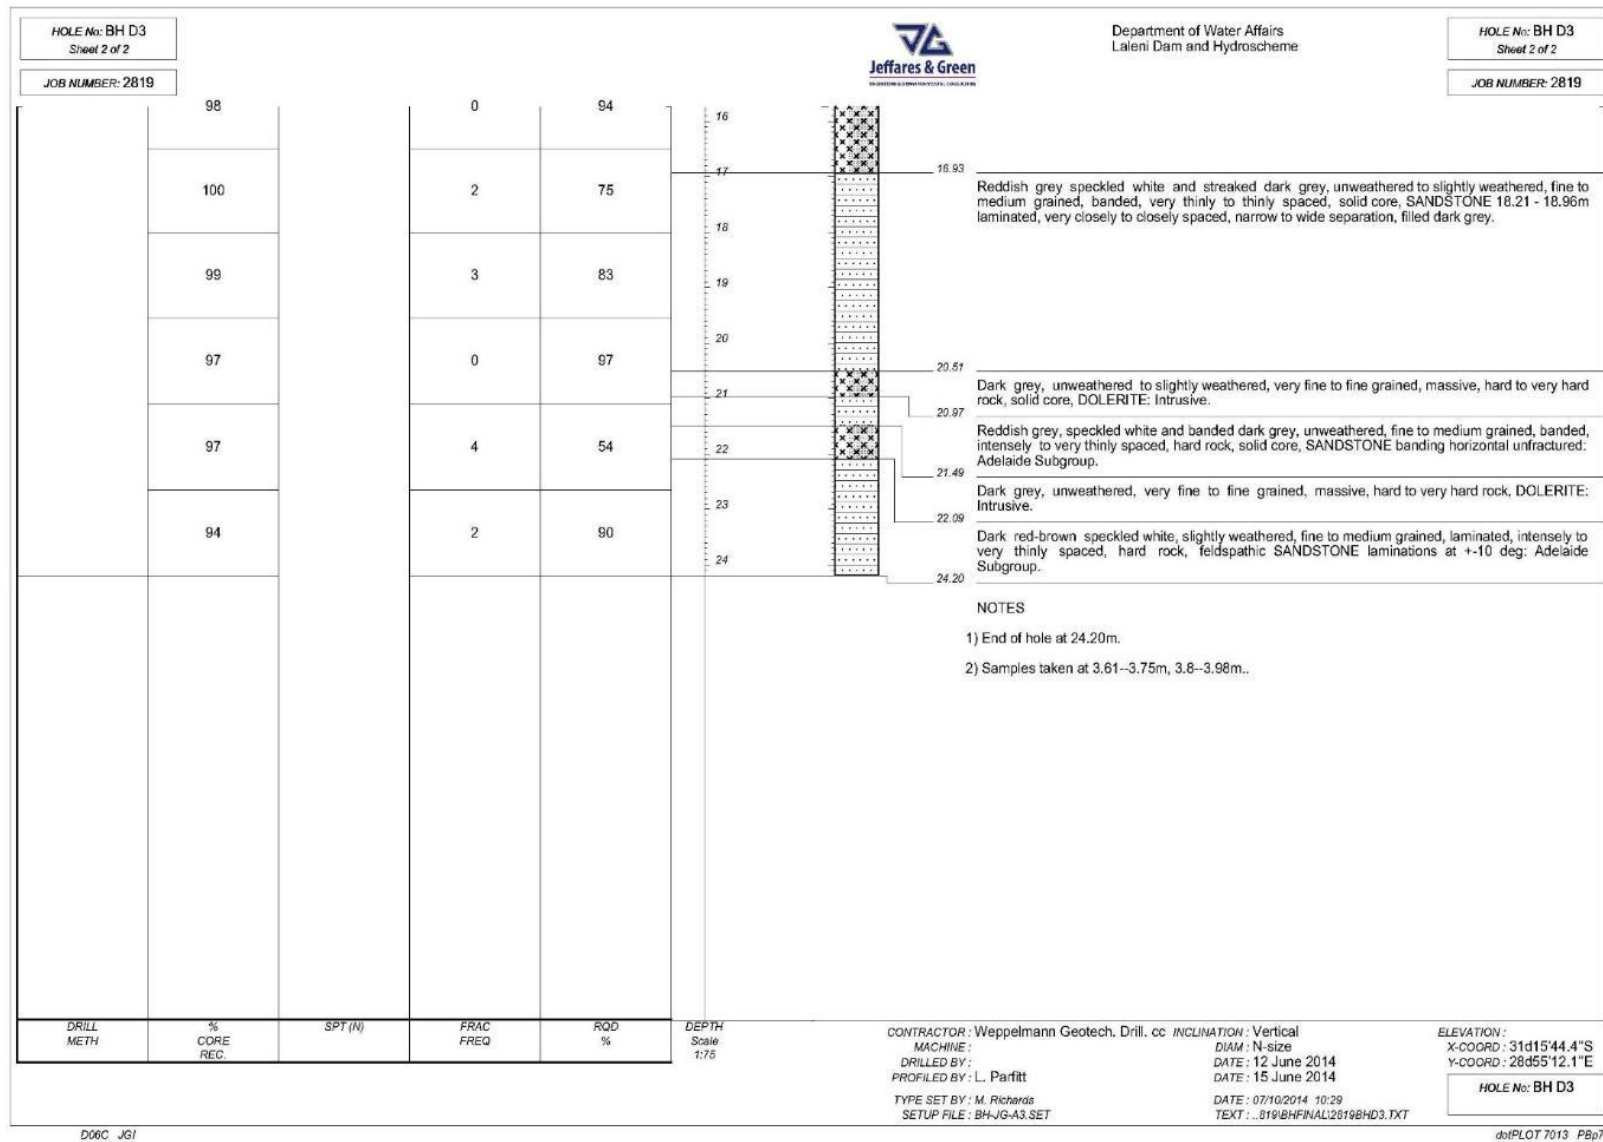 HOLE No: BH D3
Sheet 2 of 2
JOB NUMBER: 2819
Jeffares & Green
Department of Water Affairs
Laleni Dam and Hydroscheme
HOLE No: BH D3
Sheet 2 of 2
JOB NUMBER: 2819
98 0 94
16
17
16.93
100 2 75
Reddish grey speckled white and streaked dark grey, unweathered to slightly weathered, fine to
medium grained, banded, very thinly to thinly spaced, solid core, SANDSTONE 18.21 - 18.96m
laminated, very closely to closely spaced, narrow to wide separation, filled dark grey.
18
99 3 83
19
20
97 0 97
20.51
Dark grey, unweathered to slightly weathered, very fine to fine grained, massive, hard to very hard
rock, solid core, DOLERITE: Intrusive.
21
20.97
Reddish grey, speckled white and banded dark grey, unweathered, fine to medium grained, banded,
intensely to very thinly spaced, hard rock, solid core, SANDSTONE banding horizontal unfractured:
Adelaide Subgroup.
97 4 54
22
21.49
Dark grey, unweathered, very fine to fine grained, massive, hard to very hard rock, DOLERITE:
Intrusive.
23
22.09
94 2 90
Dark red-brown speckled white, slightly weathered, fine to medium grained, laminated, intensely to
very thinly spaced, hard rock, feldspathic SANDSTONE laminations at +-10 deg: Adelaide
Subgroup.
24
24.20
NOTES
1) End of hole at 24.20m.
2) Samples taken at 3.61--3.75m, 3.8--3.98m..
DRILL
METH
%
CORE
REC.
SPT (N)
FRAC
FREQ
RQD
%
DEPTH
Scale
1:75
CONTRACTOR : Weppelmann Geotech. Drill. cc
MACHINE :
DRILLED BY :
PROFILED BY : L. Parfitt
TYPE SET BY : M. Richards
SETUP FILE : BH-JG-A3.SET
INCLINATION : Vertical
DIAM : N-size
DATE : 12 June 2014
DATE : 15 June 2014
DATE : 07/10/2014 10:29
TEXT : ..819\BHFINAL\2819BHD3.TXT
ELEVATION :
X-COORD : 31d15'44.4"S
Y-COORD : 28d55'12.1"E
HOLE No: BH D3
D06C JGI
dotPLOT 7013 PBp7